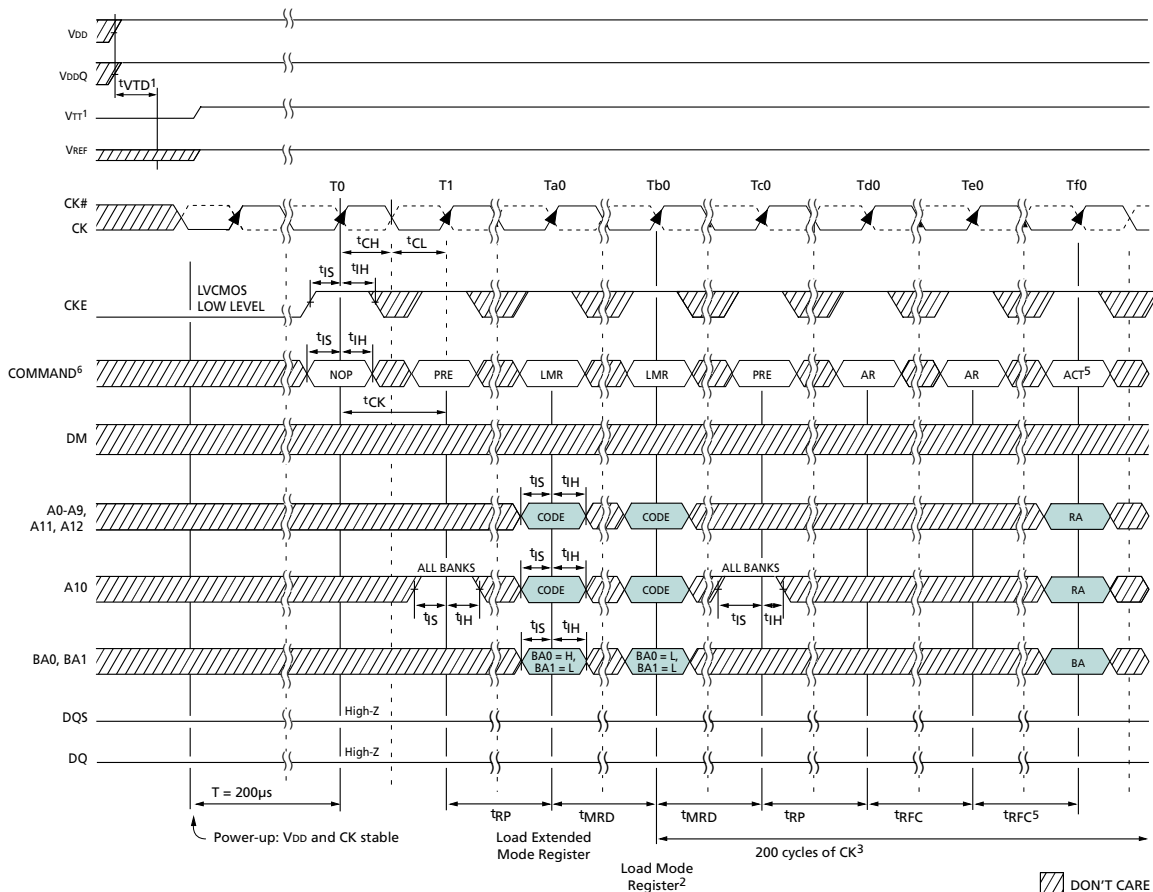 VDD
VDDQ
tVTD1
VTT1
VREF
T0 T1 Ta0 Tb0 Tc0 Td0 Te0 Tf0
CK#
CK
tCH tCL
tIS tIH
LVCMOS
LOW LEVEL
CKE
tIS tIH
COMMAND6 NOP PRE LMR LMR PRE AR AR ACT5
tCK
DM
tIS tIH
A0-A9,
A11, A12
CODE CODE RA
ALL BANKS tIS tIH ALL BANKS
A10 CODE CODE RA
tIS tIH tIS tIH
tIS tIH
BA0, BA1
BA0 = H,
BA1 = L
BA0 = L,
BA1 = L
BA
DQS High-Z
DQ High-Z
T = 200µs
tRP tMRD tMRD tRP tRFC tRFC5
Power-up: VDD and CK stable
Load Extended
Mode Register
200 cycles of CK3
Load Mode
Register2
DON'T CARE